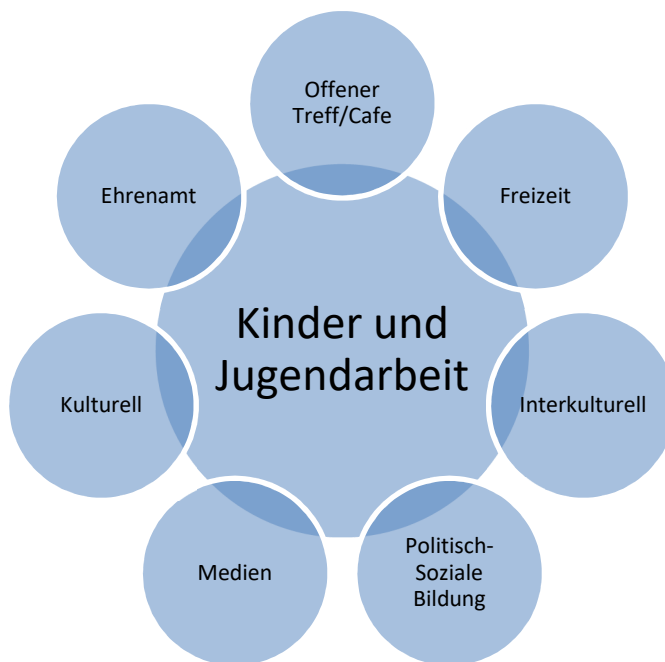 Offener
Treff/Cafe
Ehrenamt
Freizeit
Kinder und
Jugendarbeit
Kulturell
Interkulturell
Medien
Politisch-
Soziale
Bildung